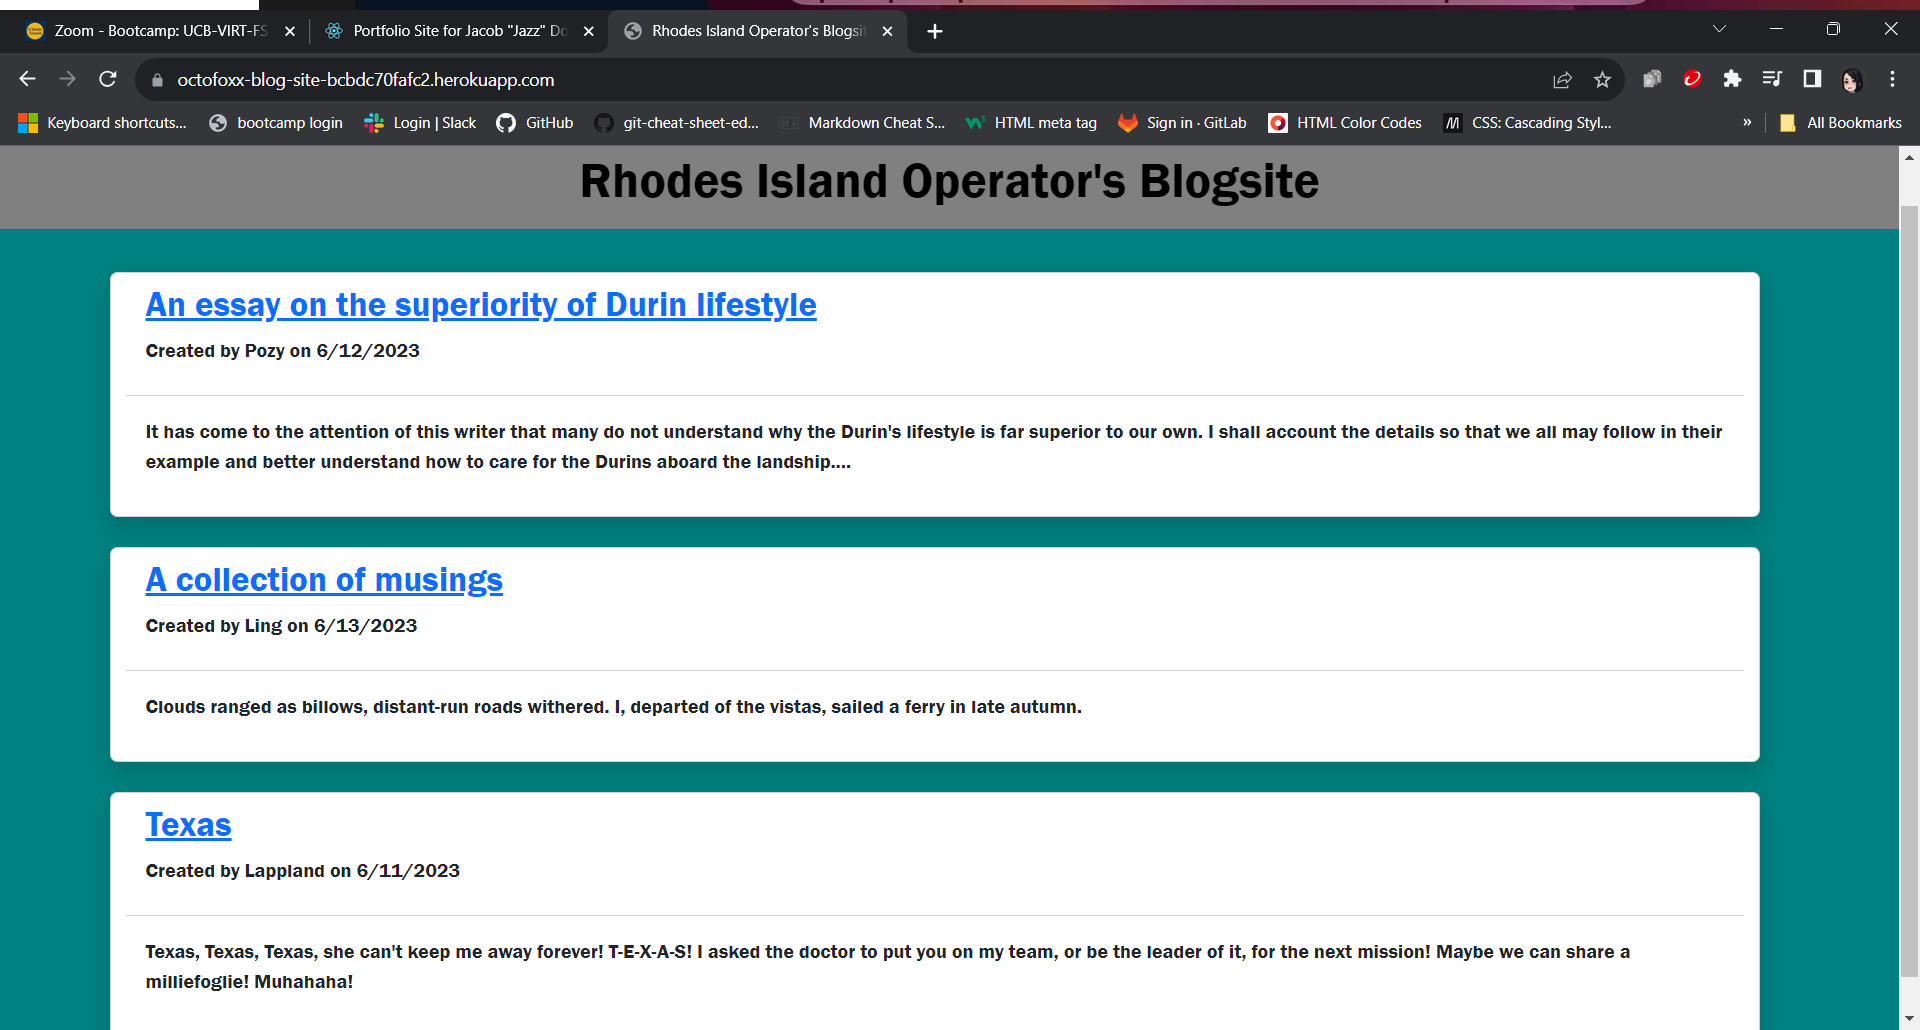 Zoom - Bootcamp: UCB-VIRT-FS
Portfolio Site for Jacob "Jazz" Do
Rhodes Island Operator's Blogsi
octofoxx-blog-site-bcbdc70fafc2.herokuapp.com
Keyboard shortcuts...
bootcamp login
Login | Slack
GitHub
git-cheat-sheet-ed...
Markdown Cheat S...
HTML meta tag
Sign in · GitLab
HTML Color Codes
CSS: Cascading Styl...
»
All Bookmarks
Rhodes Island Operator's Blogsite
An essay on the superiority of Durin lifestyle
Created by Pozy on 6/12/2023
It has come to the attention of this writer that many do not understand why the Durin's lifestyle is far superior to our own. I shall account the details so that we all may follow in their
example and better understand how to care for the Durins aboard the landship....
A collection of musings
Created by Ling on 6/13/2023
Clouds ranged as billows, distant-run roads withered. I, departed of the vistas, sailed a ferry in late autumn.
Texas
Created by Lappland on 6/11/2023
Texas, Texas, Texas, she can't keep me away forever! T-E-X-A-S! I asked the doctor to put you on my team, or be the leader of it, for the next mission! Maybe we can share a
milliefoglie! Muhahaha!